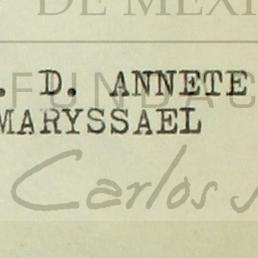 DE MEXI
. D. ANNETE
FUNDAC
MARYSSAEL
Carlos